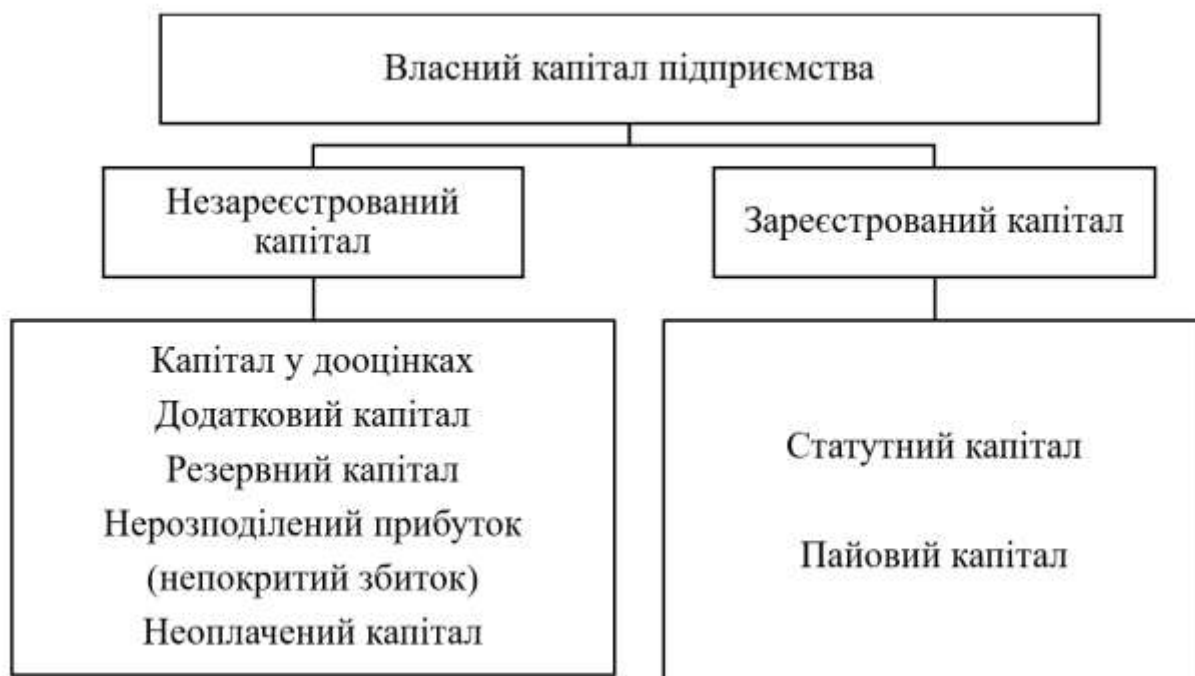 Власний капітал підприємства
Незареєстрований
капітал
Зареєстрований капітал
Капітал у дооцінках
Додатковий капітал
Резервний капітал
Нерозподілений прибуток
(непокритий збиток)
Неоплачений капітал
Статутний капітал
Пайовий капітал